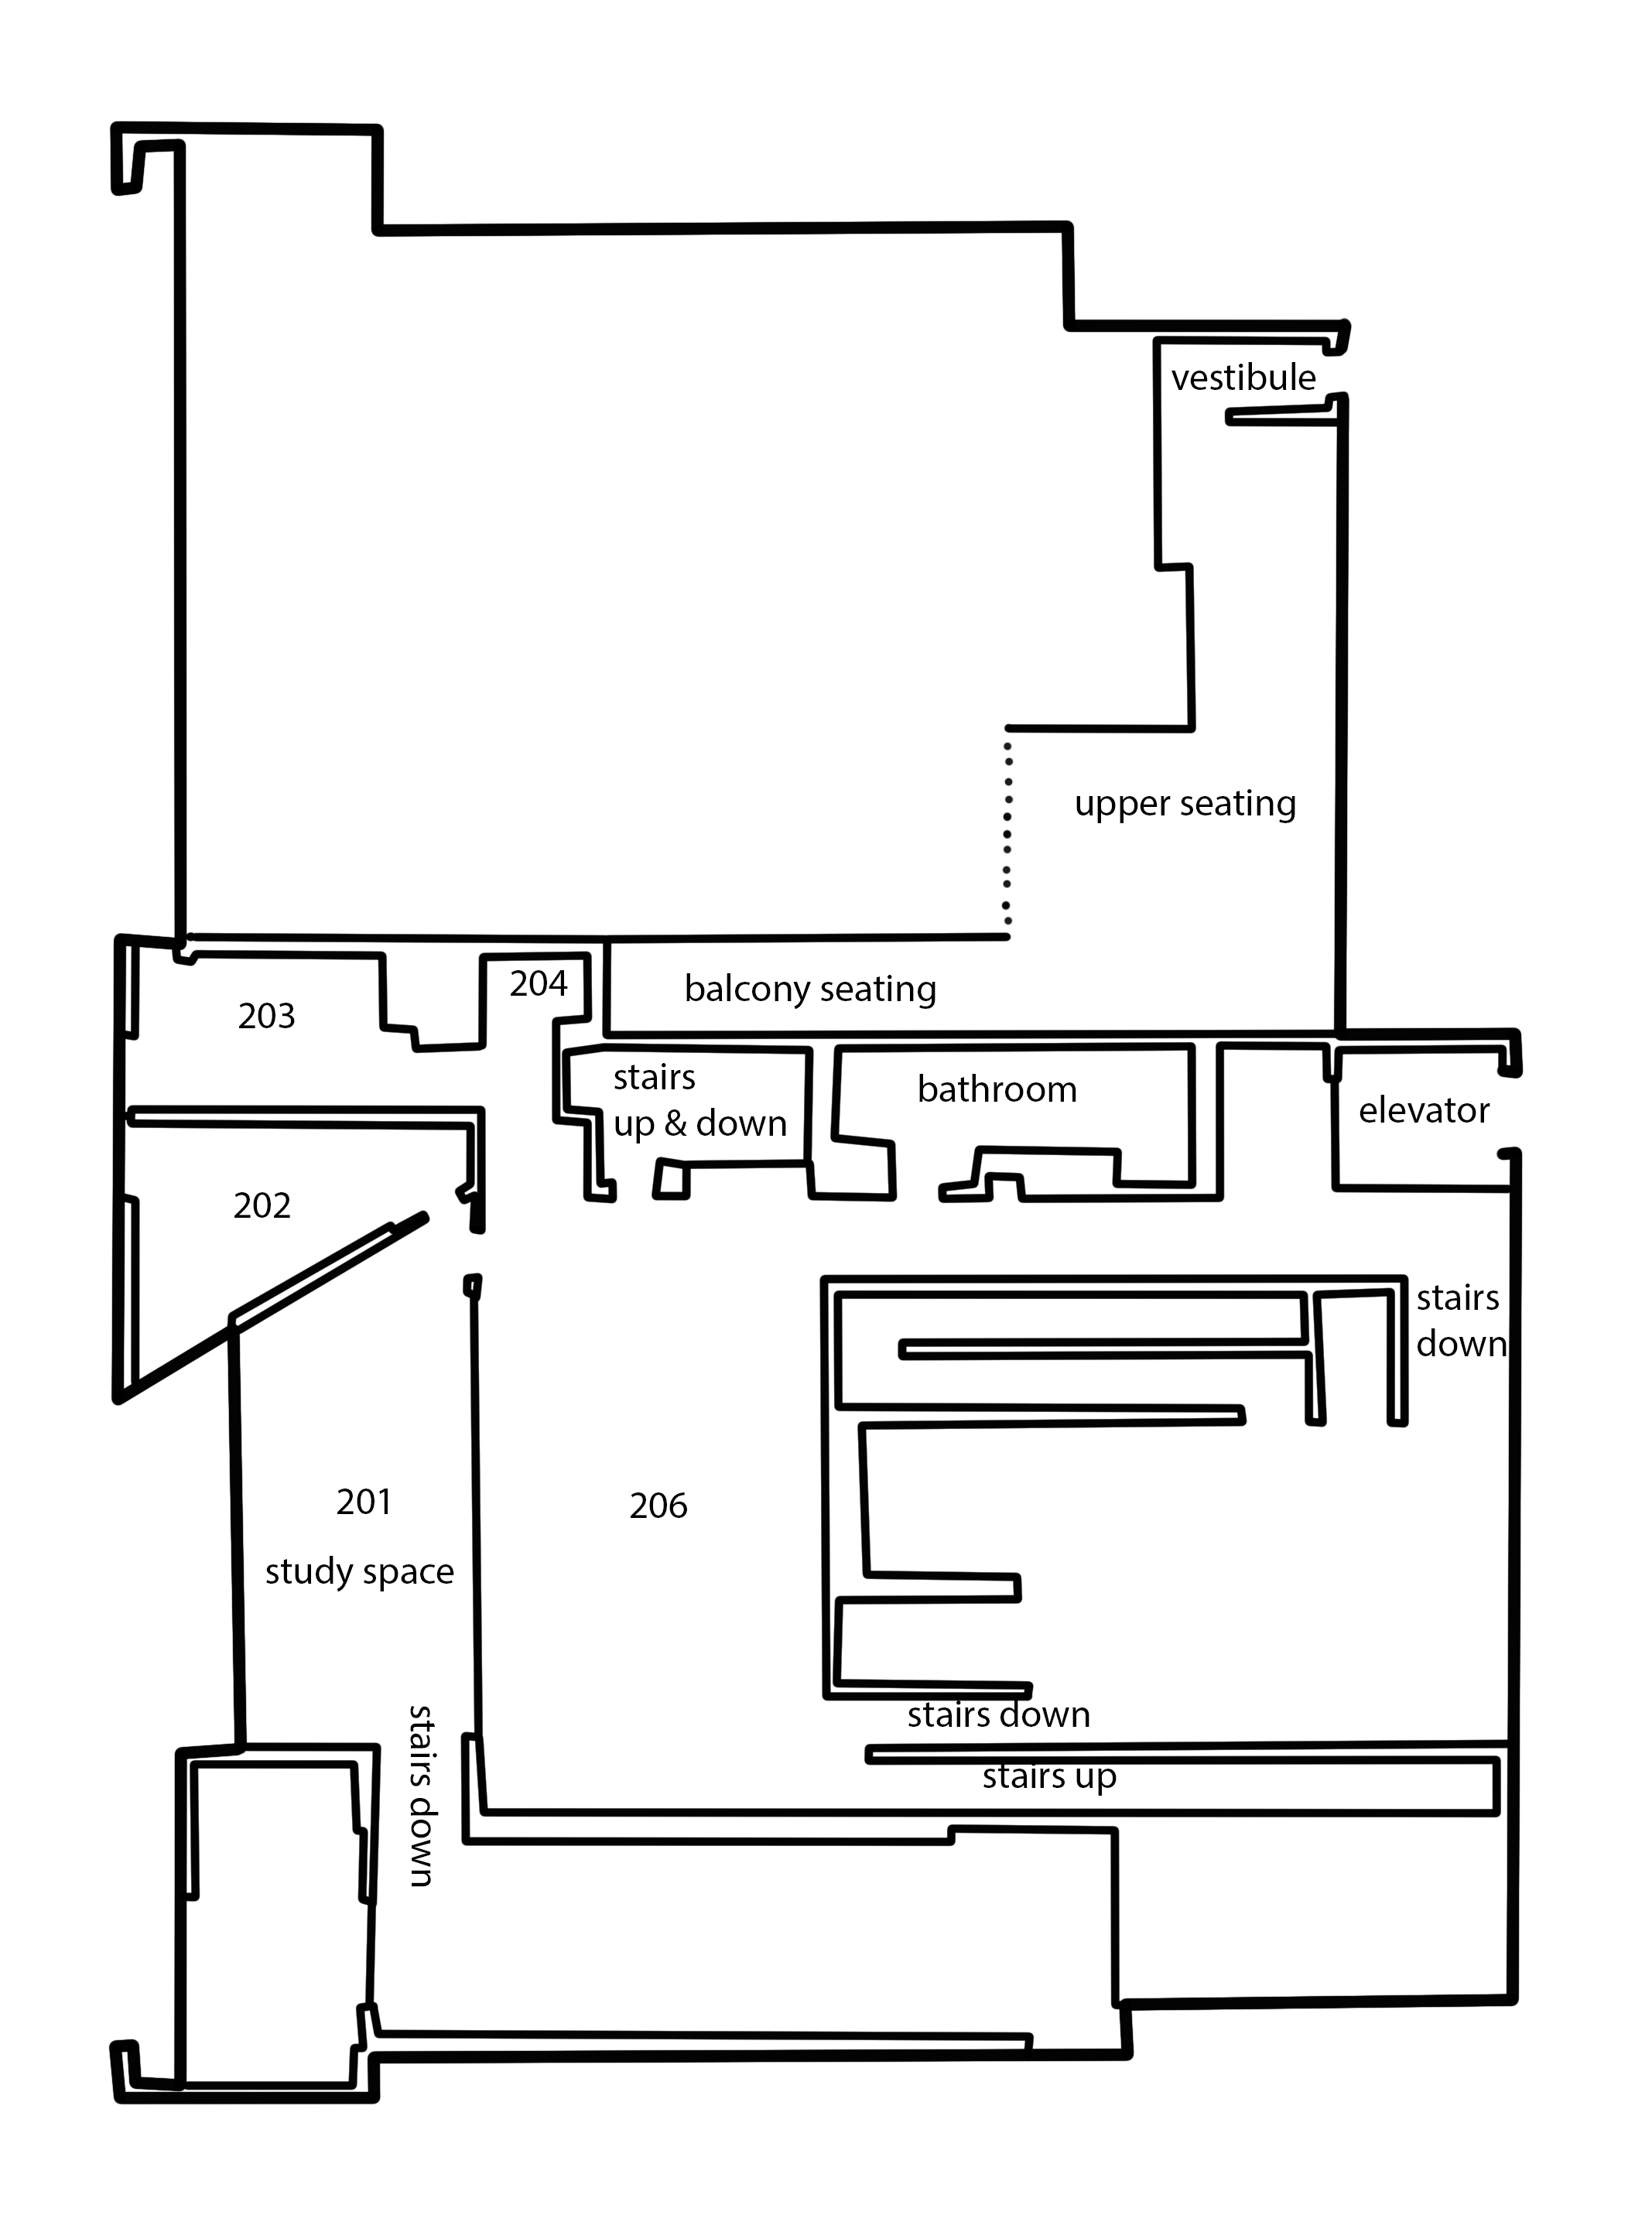 vestibule
upper seating
204
balcony seating
203
stairs
up & down
bathroom
elevator
202
stairs
down
201
206
study space
stairs down
stairs down
stairs up